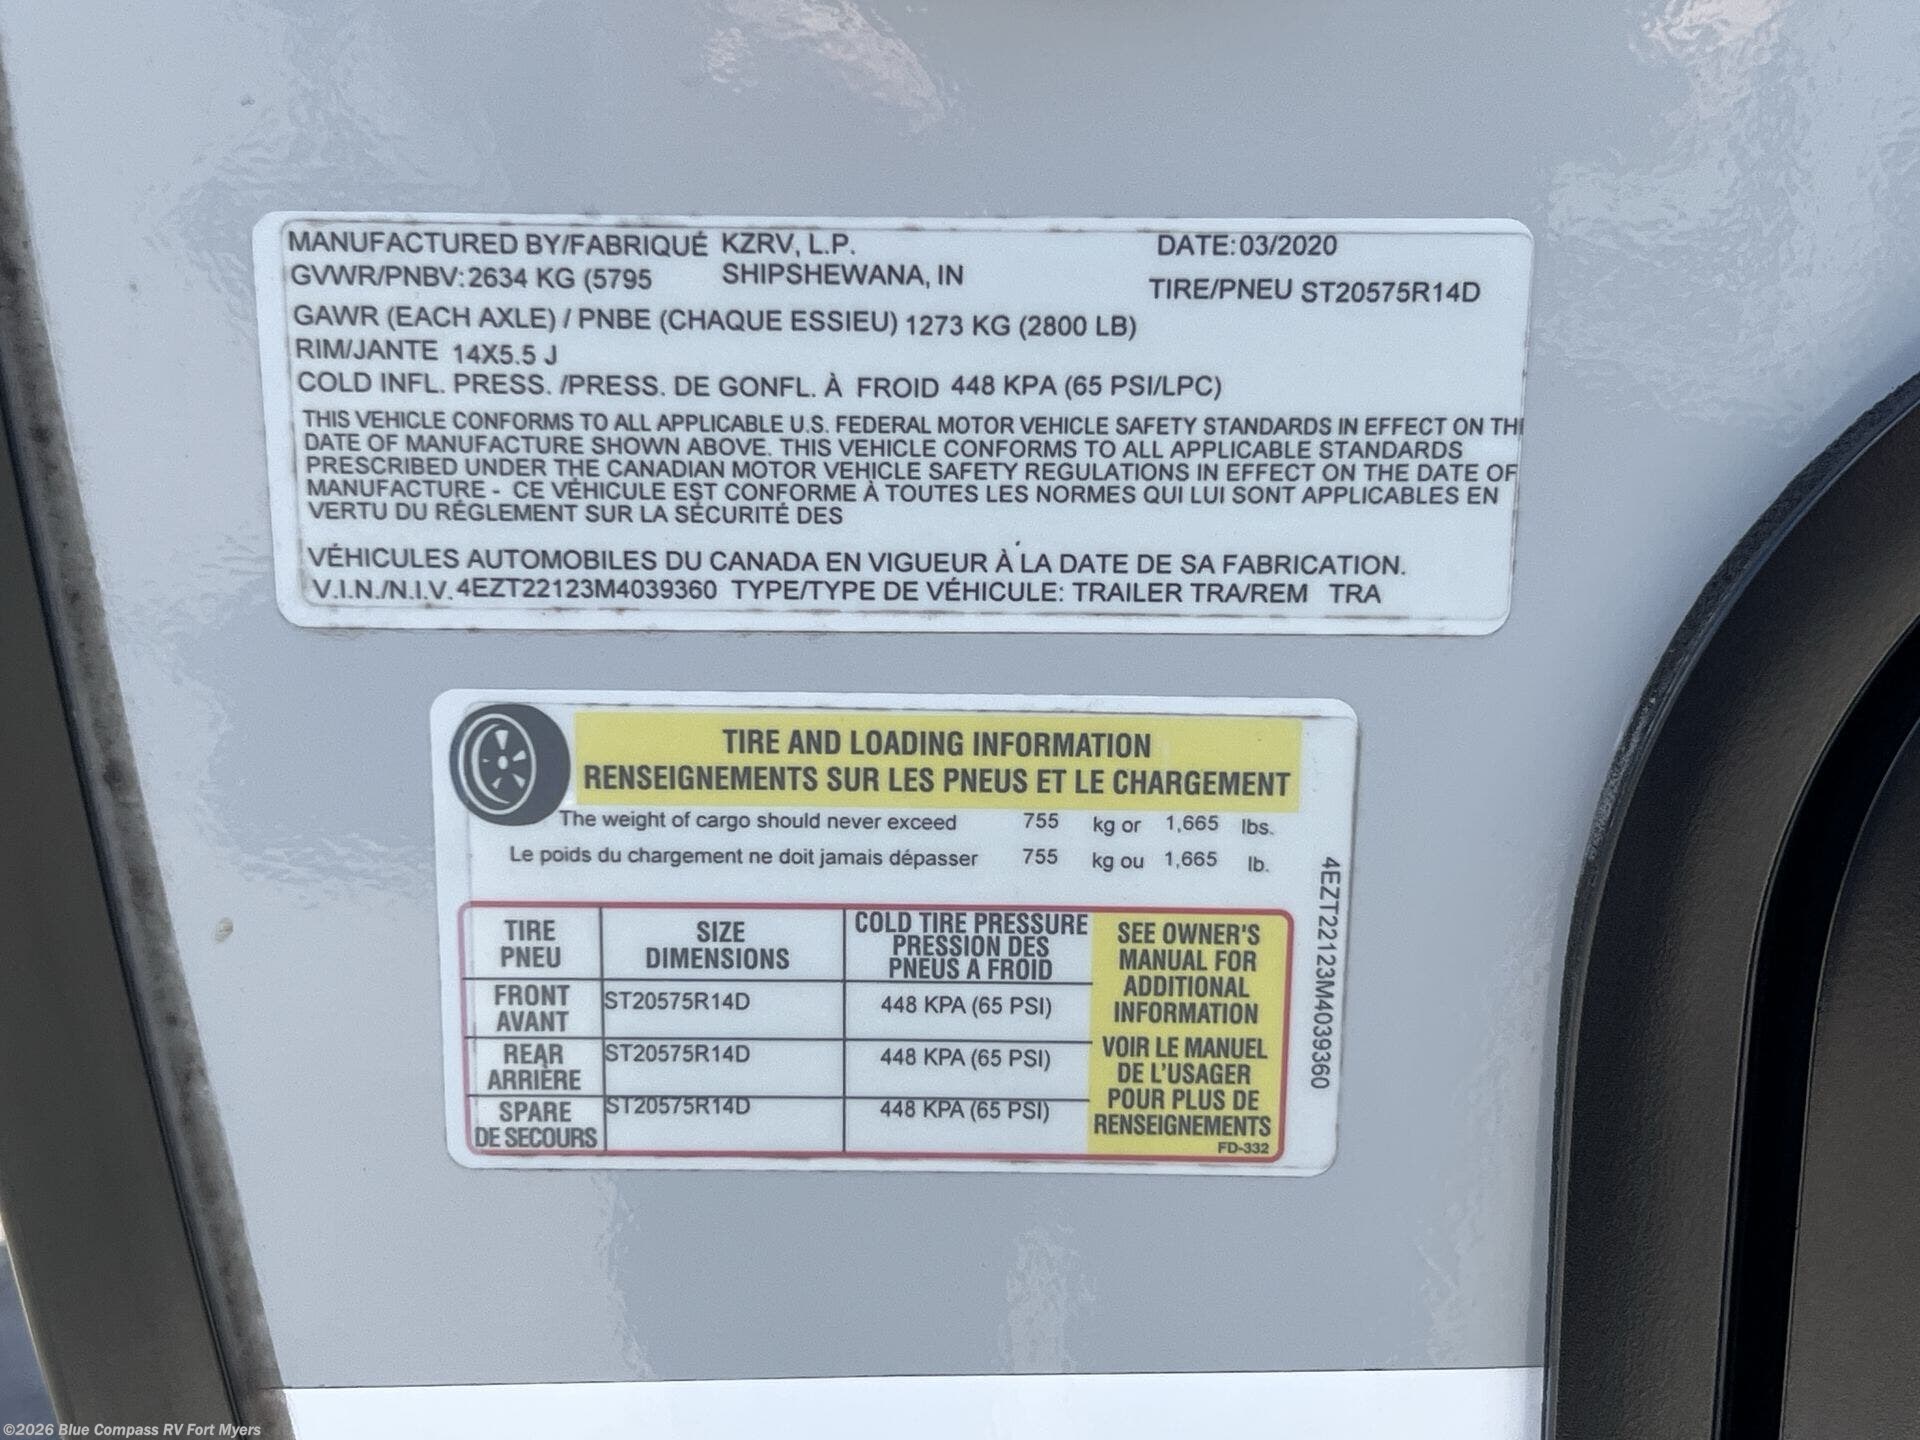 MANUFACTURED BY/FABRIQUÉ KZRV, L.P. DATE: 03/2020
GVWR/PNBV: 2634 KG (5795 SHIPSHEWANA, IN TIRE/PNEU ST20575R14D
GAWR (EACH AXLE) / PNBE (CHAQUE ESSIEU) 1273 KG (2800 LB)
RIM/JANTE 14X5.5 J
COLD INFL. PRESS. /PRESS. DE GONFL. À FROID 448 KPA (65 PSI/LPC)
THIS VEHICLE CONFORMS TO ALL APPLICABLE U.S. FEDERAL MOTOR VEHICLE SAFETY STANDARDS IN EFFECT ON TH
DATE OF MANUFACTURE SHOWN ABOVE. THIS VEHICLE CONFORMS TO ALL APPLICABLE STANDARDS
PRESCRIBED UNDER THE CANADIAN MOTOR VEHICLE SAFETY REGULATIONS IN EFFECT ON THE DATE OF
MANUFACTURE - CE VÉHICULE EST CONFORME À TOUTES LES NORMES QUI LUI SONT APPLICABLES EN
VERTU DU RÈGLEMENT SUR LA SÉCURITÉ DES
VÉHICULES AUTOMOBILES DU CANADA EN VIGUEUR À LA DATE DE SA FABRICATION.
V.I.N./N.I.V. 4EZT22123M4039360 TYPE/TYPE DE VÉHICULE: TRAILER TRA/REM TRA
TIRE AND LOADING INFORMATION
RENSEIGNEMENTS SUR LES PNEUS ET LE CHARGEMENT
The weight of cargo should never exceed 755 kg or 1,665 lbs.
Le poids du chargement ne doit jamais dépasser 755 kg ou 1,665 lb.
TIRE
PNEU
SIZE
DIMENSIONS
COLD TIRE PRESSURE
PRESSION DES
PNEUS A FROID
FRONT
AVANT
ST20575R14D
448 KPA (65 PSI)
REAR
ARRIÈRE
ST20575R14D
448 KPA (65 PSI)
SPARE
DE SECOURS
ST20575R14D
448 KPA (65 PSI)
SEE OWNER'S
MANUAL FOR
ADDITIONAL
INFORMATION
VOIR LE MANUEL
DE L'USAGER
POUR PLUS DE
RENSEIGNEMENTS
FD-332
4EZT22123M4039360
©2026 Blue Compass RV Fort Myers